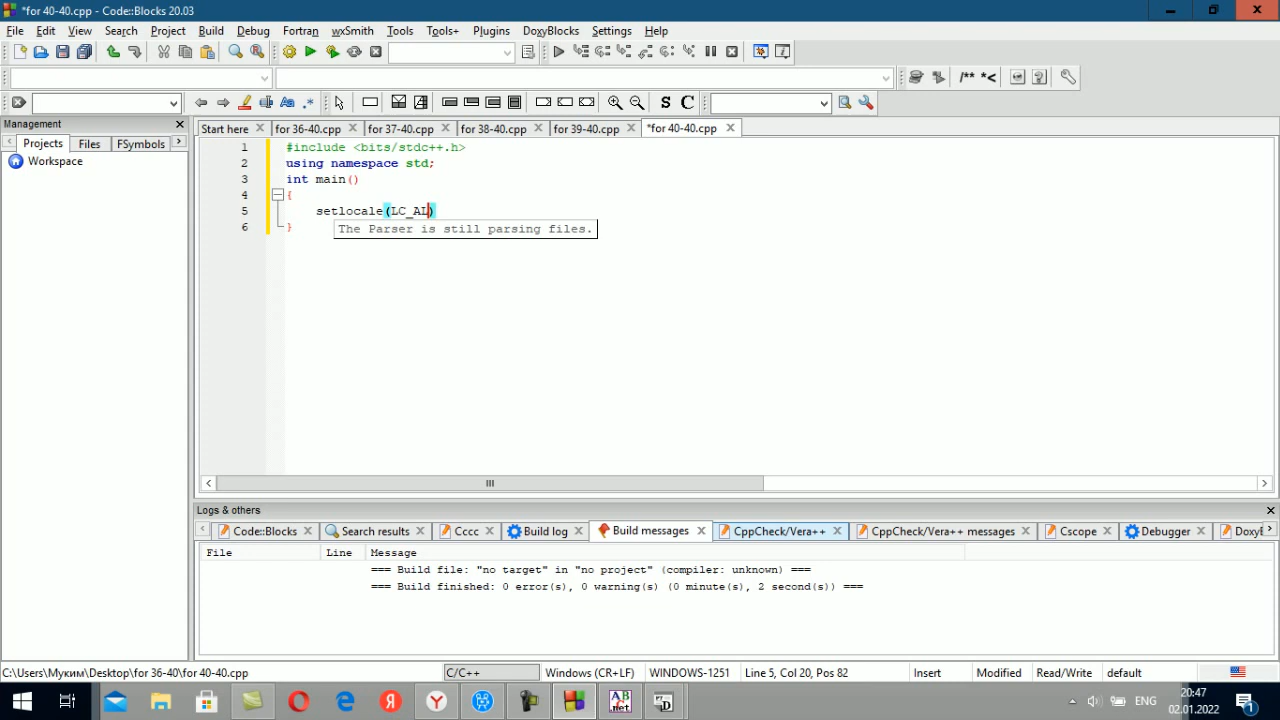 *for 40-40.cpp - Code::Blocks 20.03
File Edit View Search Project Build Debug Fortran wxSmith Tools Tools+ Plugins DoxyBlocks Settings Help
/** *<
S C
Management
Projects Files FSymbols
Workspace
Start here for 36-40.cpp for 37-40.cpp for 38-40.cpp for 39-40.cpp *for 40-40.cpp
1 #include <bits/stdc++.h>
2 using namespace std;
3 int main()
4 {
5 setlocale(LC_AL)
The Parser is still parsing files.
6 }
Logs & others
Code::Blocks Search results Cccc Build log Build messages CppCheck/Vera++ CppCheck/Vera++ messages Cscope Debugger DoxyB
File Line Message
=== Build file: "no target" in "no project" (compiler: unknown) ===
=== Build finished: 0 error(s), 0 warning(s) (0 minute(s), 2 second(s)) ===
C:\Users\Муким\Desktop\for 36-40\for 40-40.cpp C/C++ Windows (CR+LF) WINDOWS-1251 Line 5, Col 20, Pos 82 Insert Modified Read/Write default
ENG
20:47
02.01.2022
1